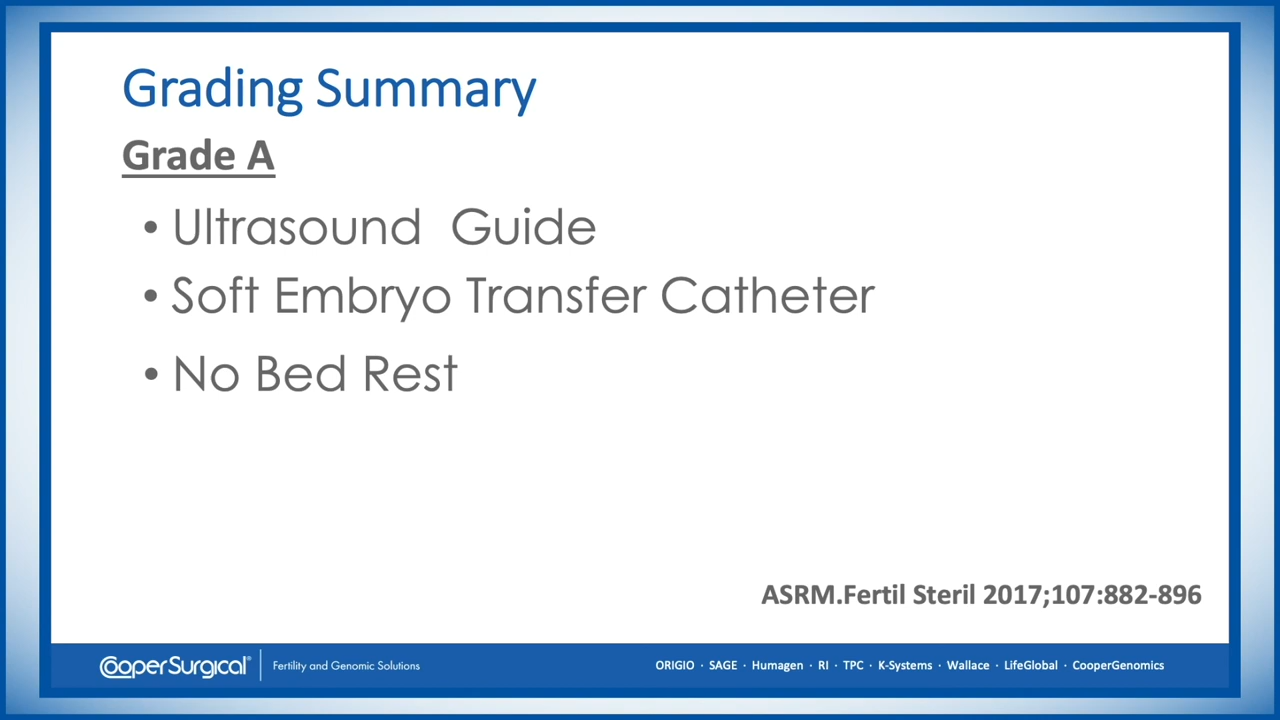 Grading Summary
Grade A
• Ultrasound  Guide
• Soft Embryo Transfer Catheter
• No Bed Rest
ASRM.Fertil Steril 2017;107:882-896
CooperSurgical® Fertility and Genomic Solutions ORIGIO · SAGE · Humagen · RI · TPC · K-Systems · Wallace · LifeGlobal · CooperGenomics